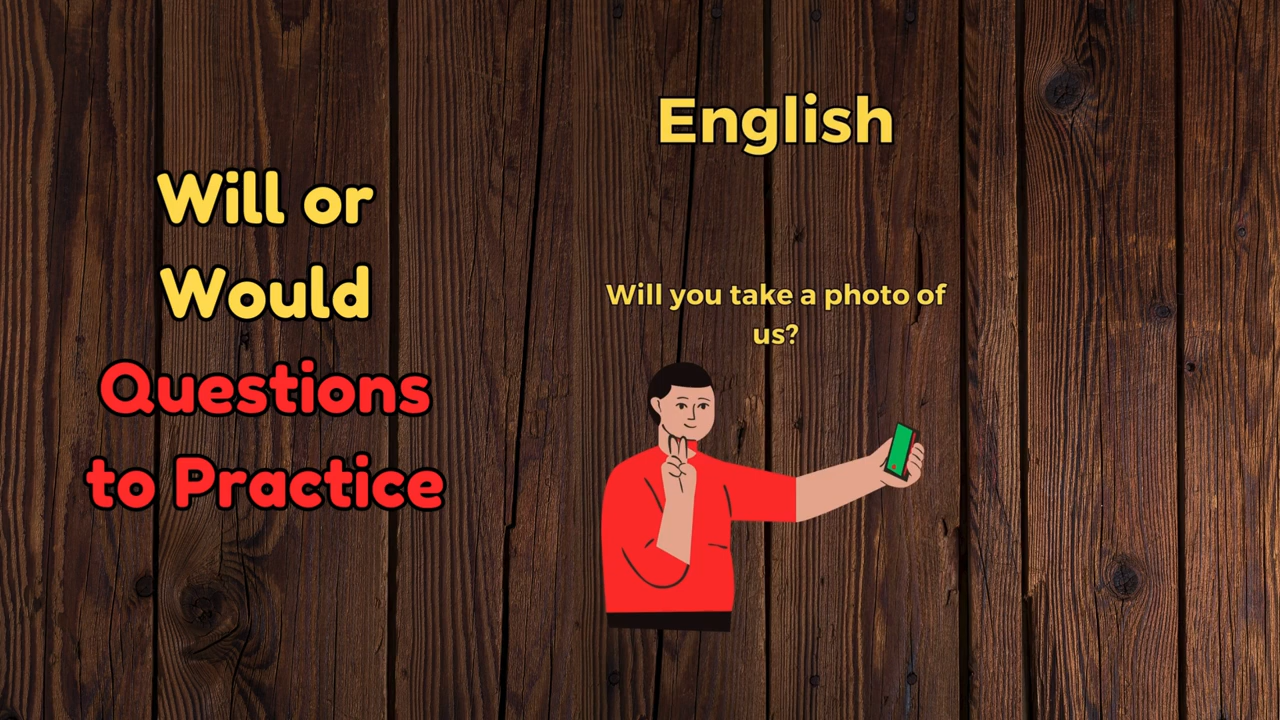 Will or
Would
Questions
to Practice
English
Will you take a photo of
us?